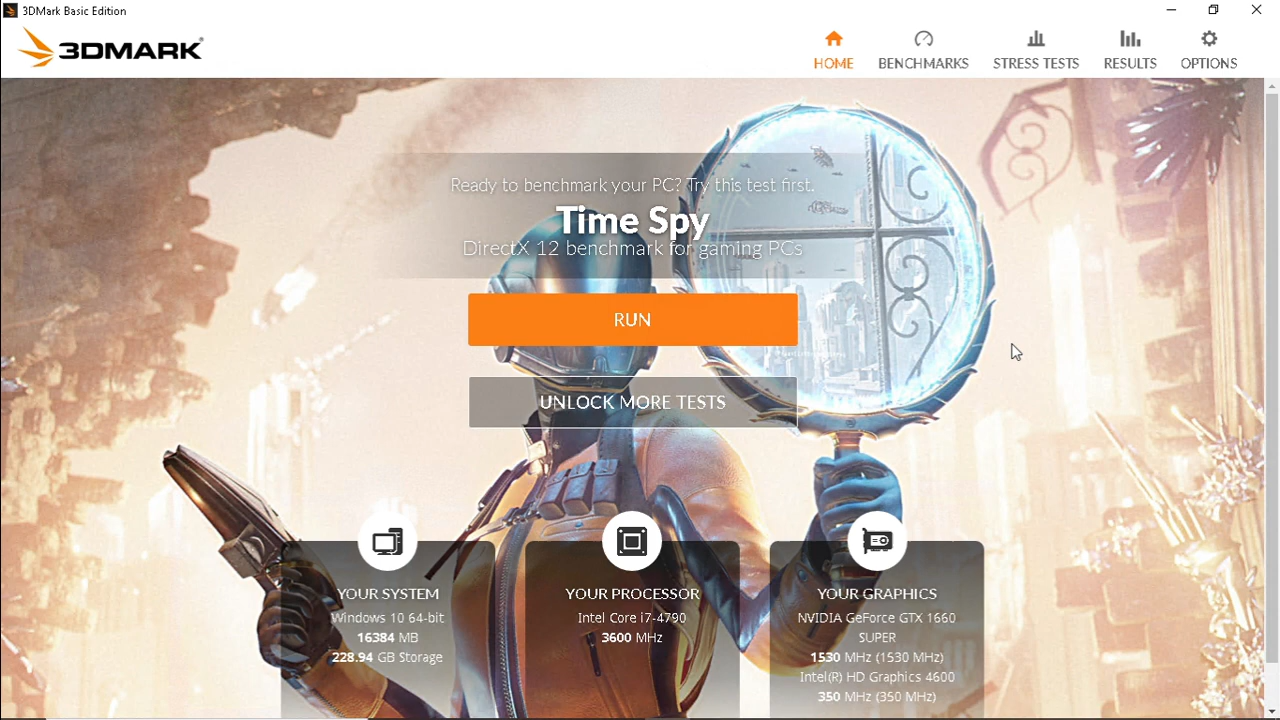 3DMark Basic Edition
3DMARK®
HOME
BENCHMARKS
STRESS TESTS
RESULTS
OPTIONS
Ready to benchmark your PC? Try this test first.
Time Spy
DirectX 12 benchmark for gaming PCs
RUN
UNLOCK MORE TESTS
YOUR SYSTEM
Windows 10 64-bit
16384 MB
228.94 GB Storage
YOUR PROCESSOR
Intel Core i7-4790
3600 MHz
YOUR GRAPHICS
NVIDIA GeForce GTX 1660
SUPER
1530 MHz (1530 MHz)
Intel(R) HD Graphics 4600
350 MHz (350 MHz)